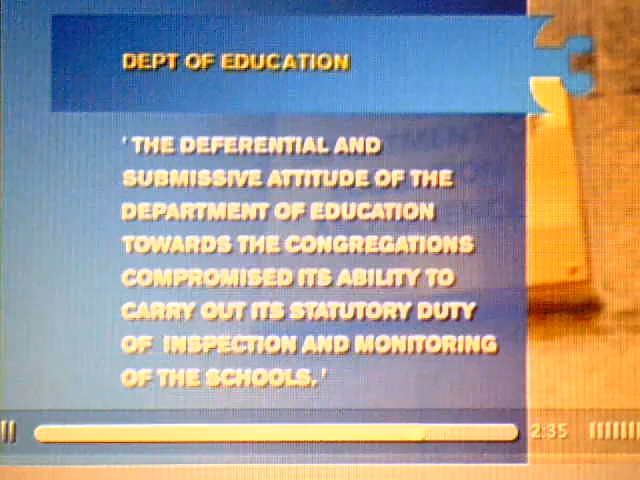 DEPT OF EDUCATION
' THE DEFERENTIAL AND
SUBMISSIVE ATTITUDE OF THE
DEPARTMENT OF EDUCATION
TOWARDS THE CONGREGATIONS
COMPROMISED ITS ABILITY TO
CARRY OUT ITS STATUTORY DUTY
OF INSPECTION AND MONITORING
OF THE SCHOOLS. '
2:35